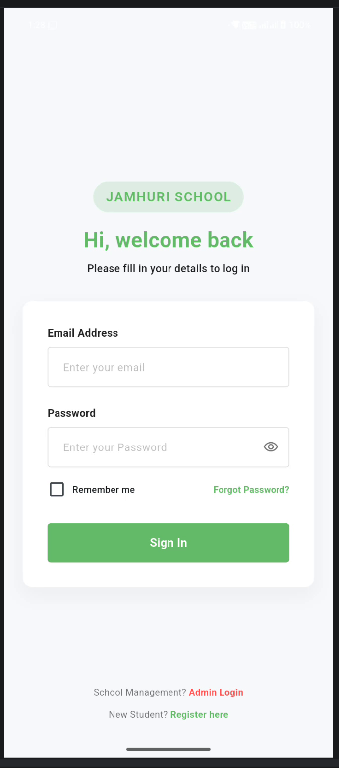 JAMHURI SCHOOL
Hi, welcome back
Please fill in your details to log in
Email Address
Enter your email
Password
Enter your Password
Remember me Forgot Password?
Sign In
School Management? Admin Login
New Student? Register here